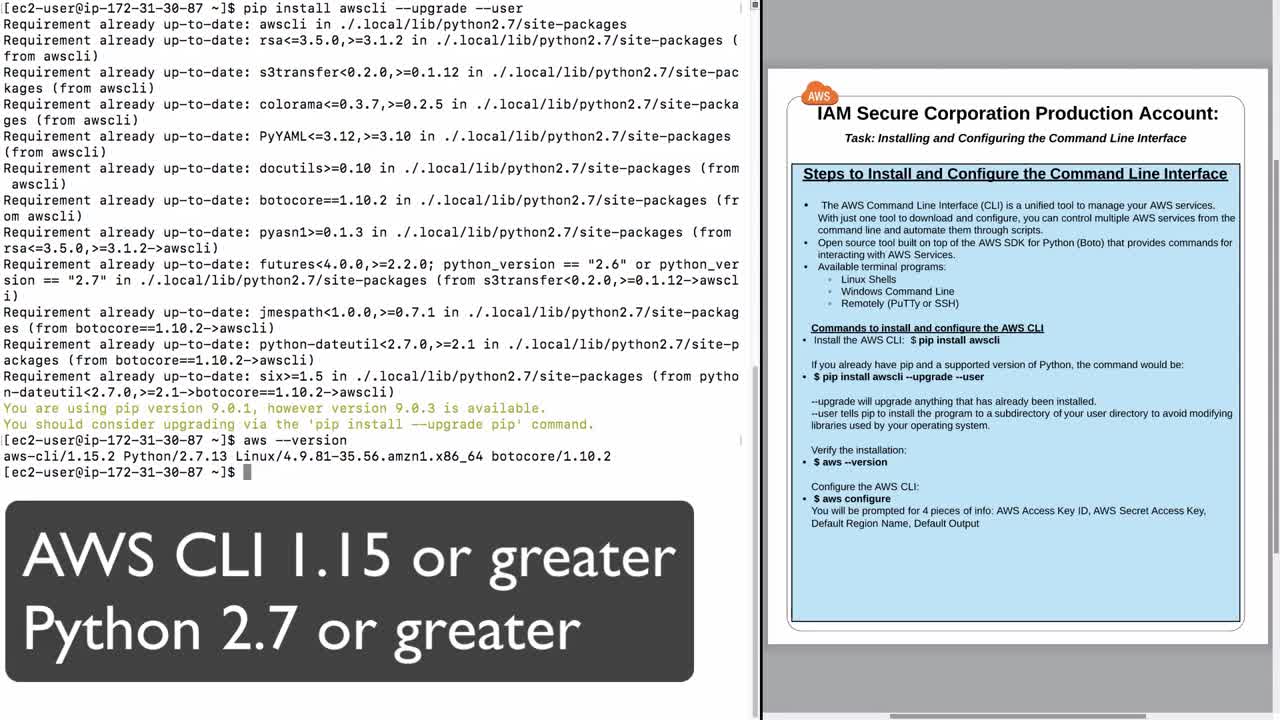 [ec2-user@ip-172-31-30-87 ~]$ pip install awscli --upgrade --user
Requirement already up-to-date: awscli in ./.local/lib/python2.7/site-packages
Requirement already up-to-date: rsa<=3.5.0,>=3.1.2 in ./.local/lib/python2.7/site-packages (
from awscli)
Requirement already up-to-date: s3transfer<0.2.0,>=0.1.12 in ./.local/lib/python2.7/site-pac
kages (from awscli)
Requirement already up-to-date: colorama<=0.3.7,>=0.2.5 in ./.local/lib/python2.7/site-packa
ges (from awscli)
Requirement already up-to-date: PyYAML<=3.12,>=3.10 in ./.local/lib/python2.7/site-packages
(from awscli)
Requirement already up-to-date: docutils>=0.10 in ./.local/lib/python2.7/site-packages (from
awscli)
Requirement already up-to-date: botocore==1.10.2 in ./.local/lib/python2.7/site-packages (fr
om awscli)
Requirement already up-to-date: pyasn1>=0.1.3 in ./.local/lib/python2.7/site-packages (from
rsa<=3.5.0,>=3.1.2->awscli)
Requirement already up-to-date: futures<4.0.0,>=2.2.0; python_version == "2.6" or python_ver
sion == "2.7" in ./.local/lib/python2.7/site-packages (from s3transfer<0.2.0,>=0.1.12->awscl
i)
Requirement already up-to-date: jmespath<1.0.0,>=0.7.1 in ./.local/lib/python2.7/site-packag
es (from botocore==1.10.2->awscli)
Requirement already up-to-date: python-dateutil<2.7.0,>=2.1 in ./.local/lib/python2.7/site-p
ackages (from botocore==1.10.2->awscli)
Requirement already up-to-date: six>=1.5 in ./.local/lib/python2.7/site-packages (from pytho
n-dateutil<2.7.0,>=2.1->botocore==1.10.2->awscli)
You are using pip version 9.0.1, however version 9.0.3 is available.
You should consider upgrading via the 'pip install --upgrade pip' command.
[ec2-user@ip-172-31-30-87 ~]$ aws --version
aws-cli/1.15.2 Python/2.7.13 Linux/4.9.81-35.56.amzn1.x86_64 botocore/1.10.2
[ec2-user@ip-172-31-30-87 ~]$
AWS CLI 1.15 or greater
Python 2.7 or greater
AWS
IAM Secure Corporation Production Account:
Task: Installing and Configuring the Command Line Interface
Steps to Install and Configure the Command Line Interface
• The AWS Command Line Interface (CLI) is a unified tool to manage your AWS services.
With just one tool to download and configure, you can control multiple AWS services from the
command line and automate them through scripts.
• Open source tool built on top of the AWS SDK for Python (Boto) that provides commands for
interacting with AWS Services.
• Available terminal programs:
◦ Linux Shells
◦ Windows Command Line
◦ Remotely (PuTTy or SSH)
Commands to install and configure the AWS CLI
• Install the AWS CLI: $ pip install awscli
If you already have pip and a supported version of Python, the command would be:
• $ pip install awscli --upgrade --user
--upgrade will upgrade anything that has already been installed.
--user tells pip to install the program to a subdirectory of your user directory to avoid modifying
libraries used by your operating system.
Verify the installation:
• $ aws --version
Configure the AWS CLI:
• $ aws configure
You will be prompted for 4 pieces of info: AWS Access Key ID, AWS Secret Access Key,
Default Region Name, Default Output